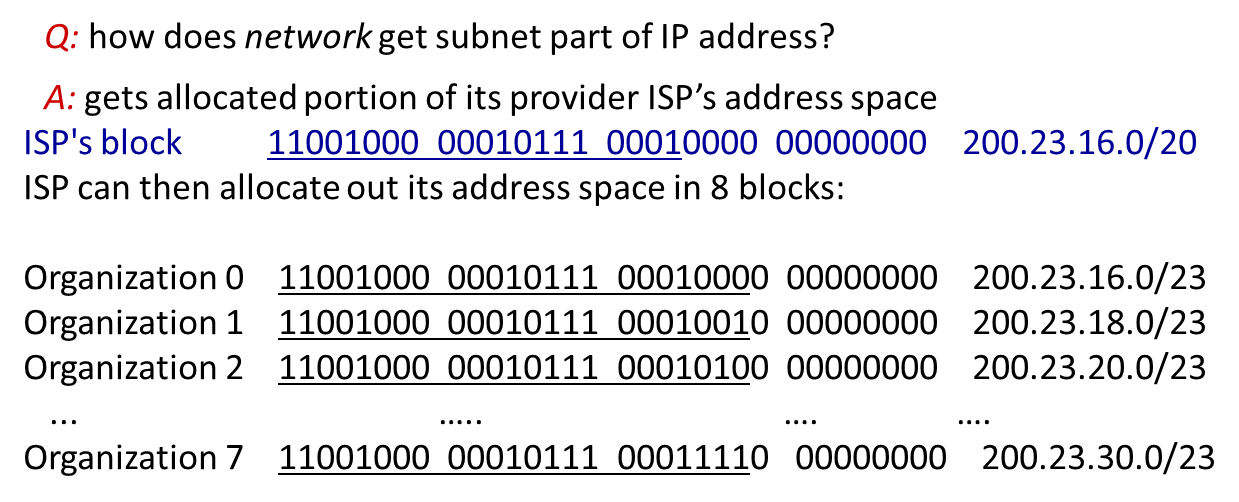 Q: how does network get subnet part of IP address?
A: gets allocated portion of its provider ISP’s address space
ISP's block 11001000 00010111 00010000 00000000 200.23.16.0/20
ISP can then allocate out its address space in 8 blocks:
Organization 0 11001000 00010111 00010000 00000000 200.23.16.0/23
Organization 1 11001000 00010111 00010010 00000000 200.23.18.0/23
Organization 2 11001000 00010111 00010100 00000000 200.23.20.0/23
... ….. …. ….
Organization 7 11001000 00010111 00011110 00000000 200.23.30.0/23